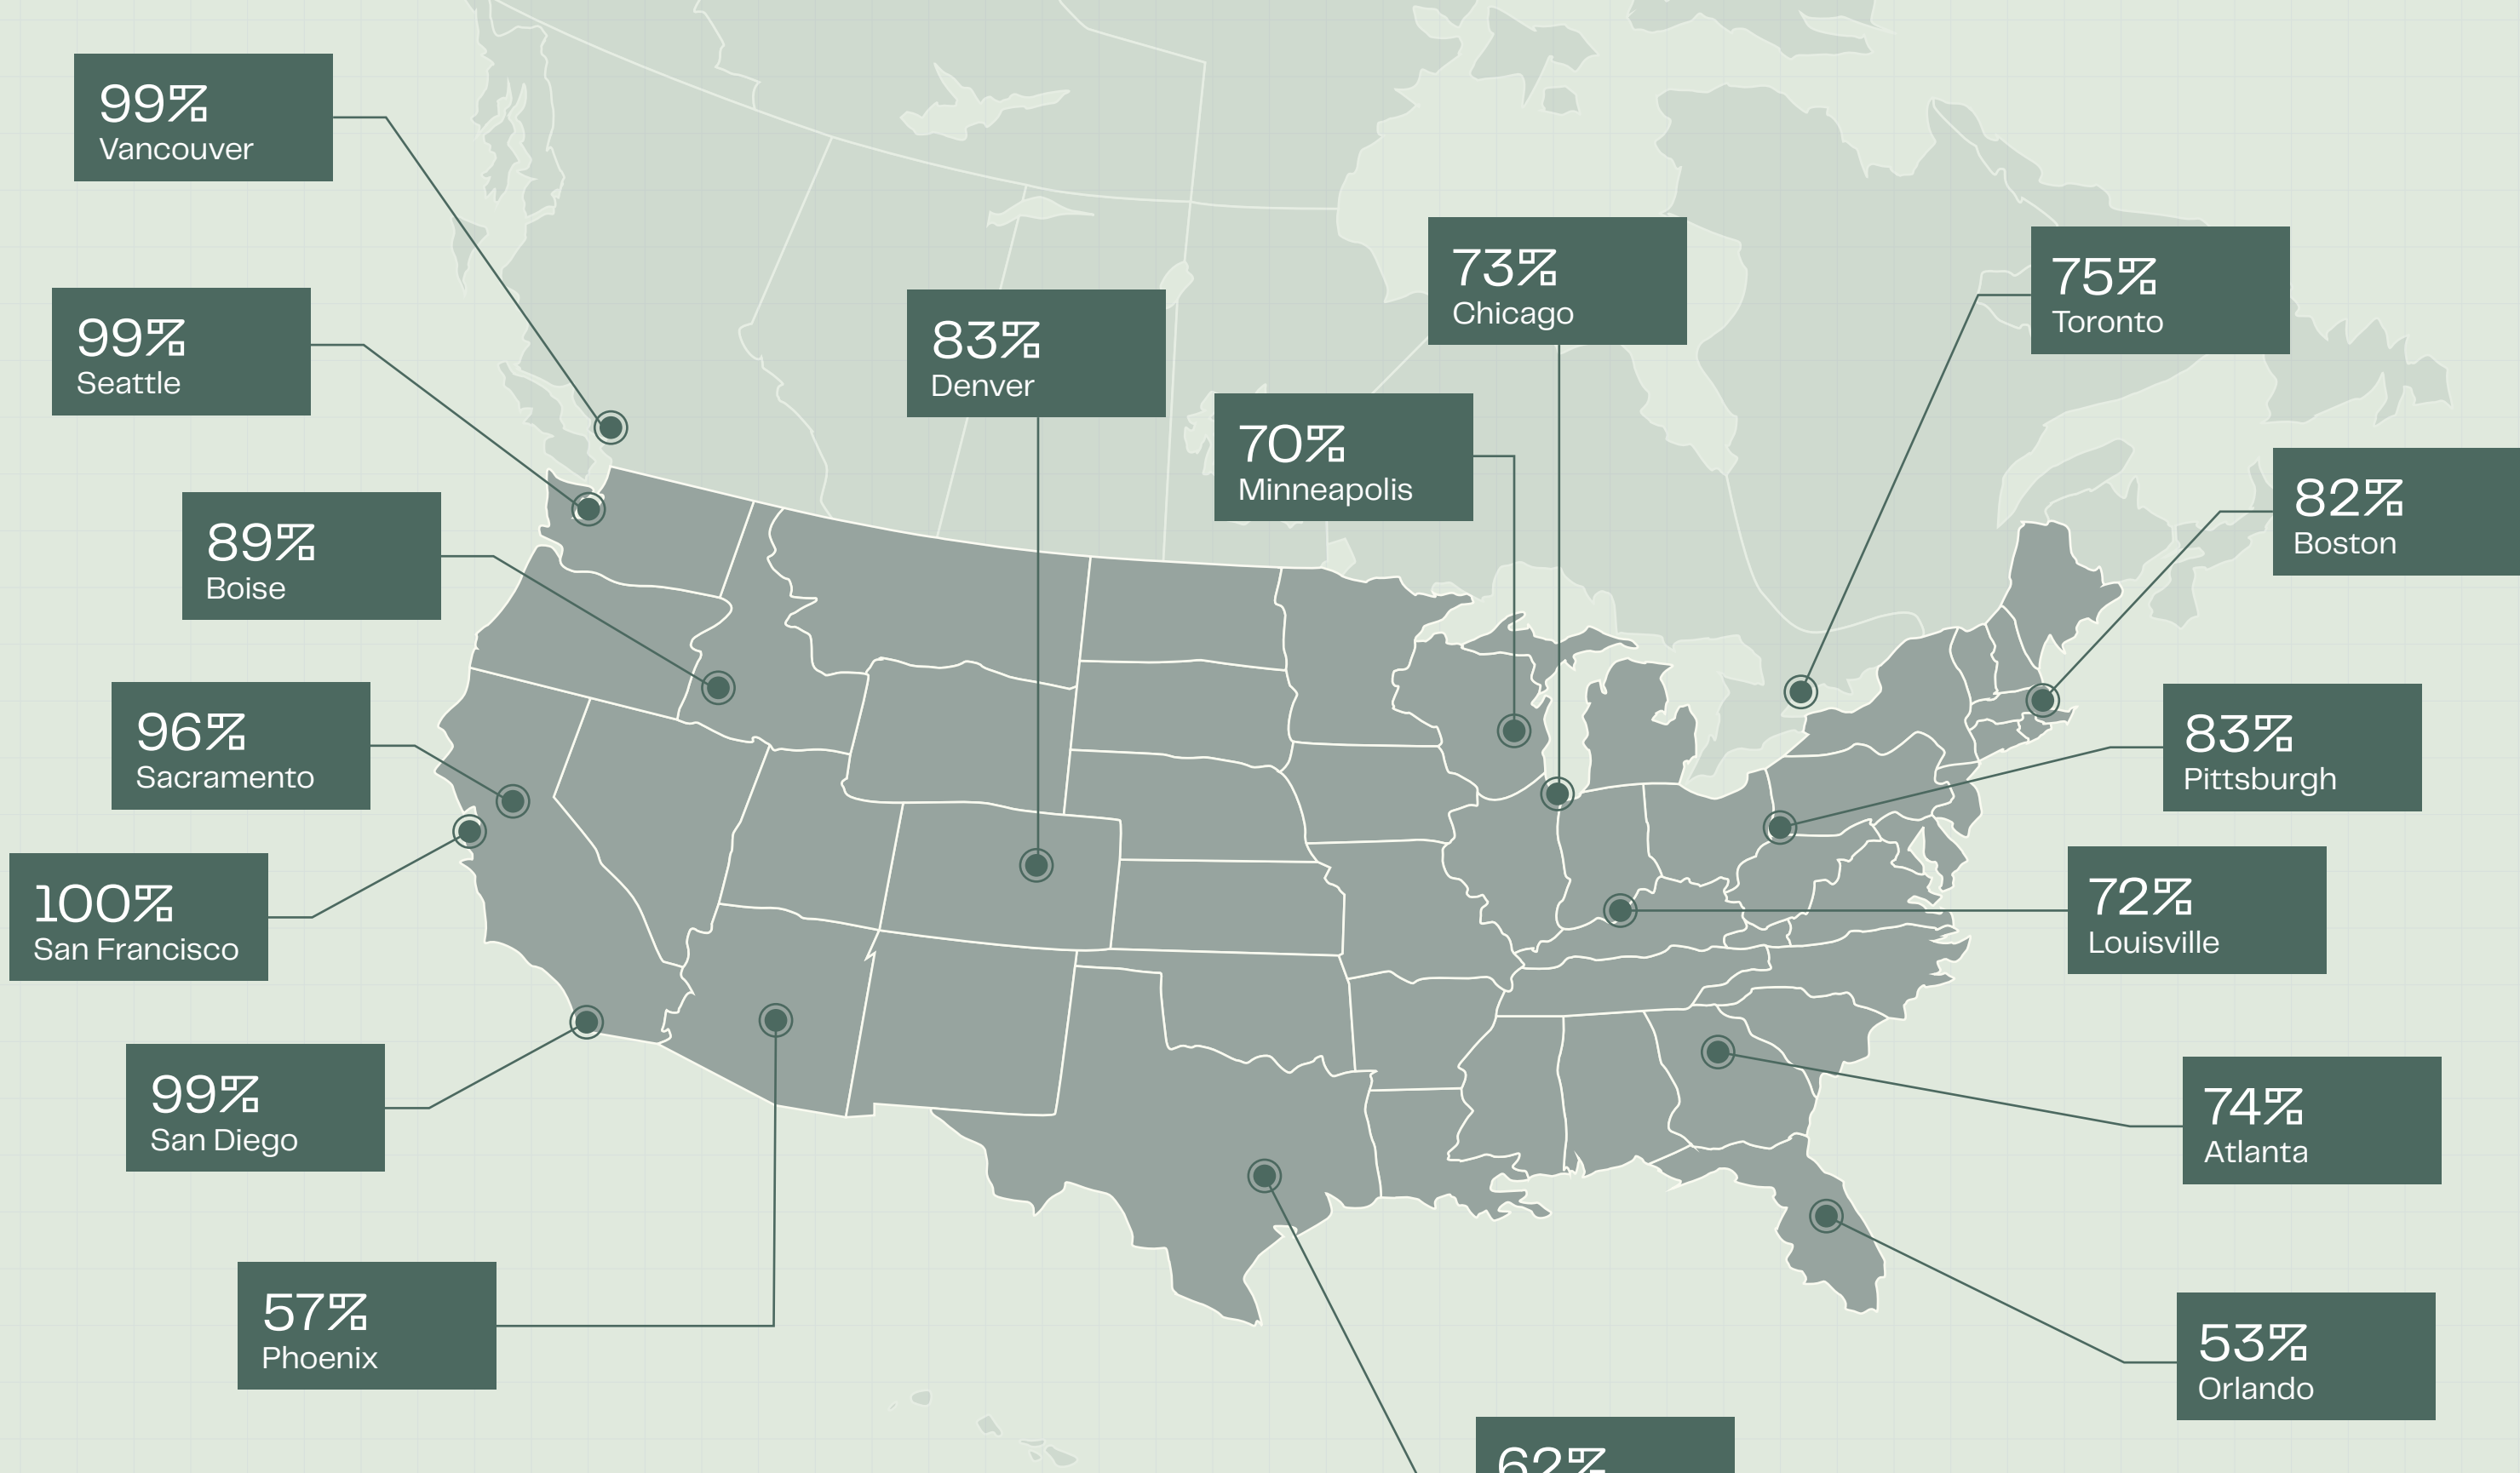 99%
Vancouver
99%
Seattle
89%
Boise
96%
Sacramento
100%
San Francisco
99%
San Diego
57%
Phoenix
83%
Denver
73%
Chicago
70%
Minneapolis
75%
Toronto
82%
Boston
83%
Pittsburgh
72%
Louisville
74%
Atlanta
53%
Orlando
62%